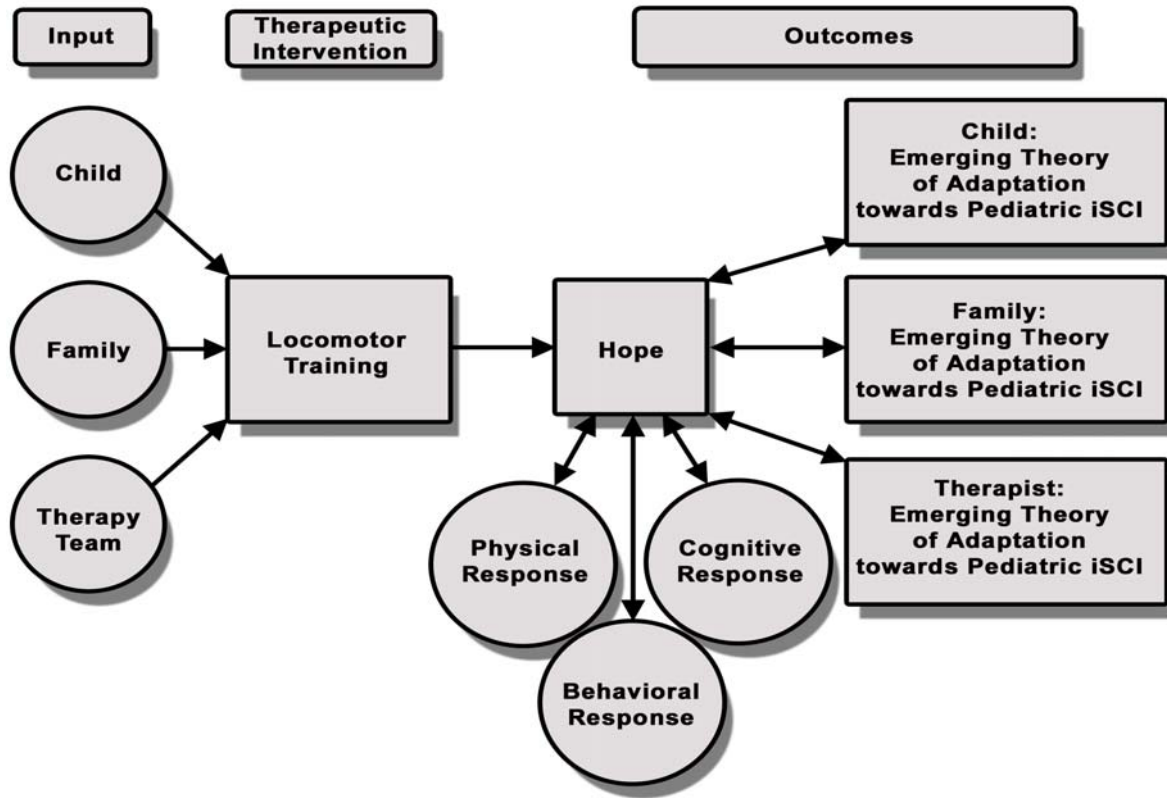 Input
Therapeutic
Intervention
Outcomes
Child
Family
Therapy
Team
Locomotor
Training
Hope
Physical
Response
Cognitive
Response
Behavioral
Response
Child:
Emerging Theory
of Adaptation
towards Pediatric iSCI
Family:
Emerging Theory
of Adaptation
towards Pediatric iSCI
Therapist:
Emerging Theory
of Adaptation
towards Pediatric iSCI